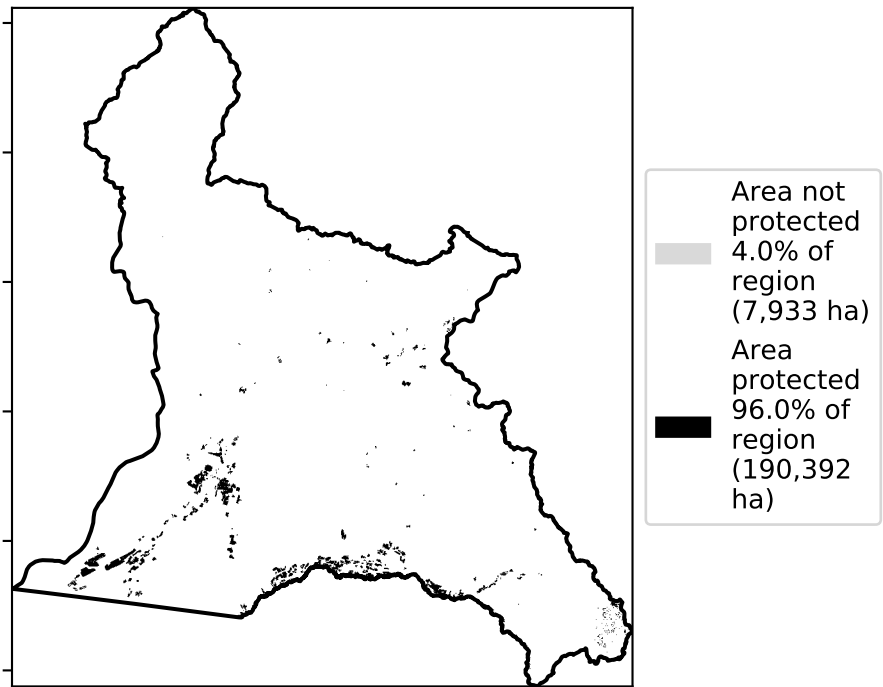 Area not
protected
4.0% of
region
(7,933 ha)
Area
protected
96.0% of
region
(190,392
ha)